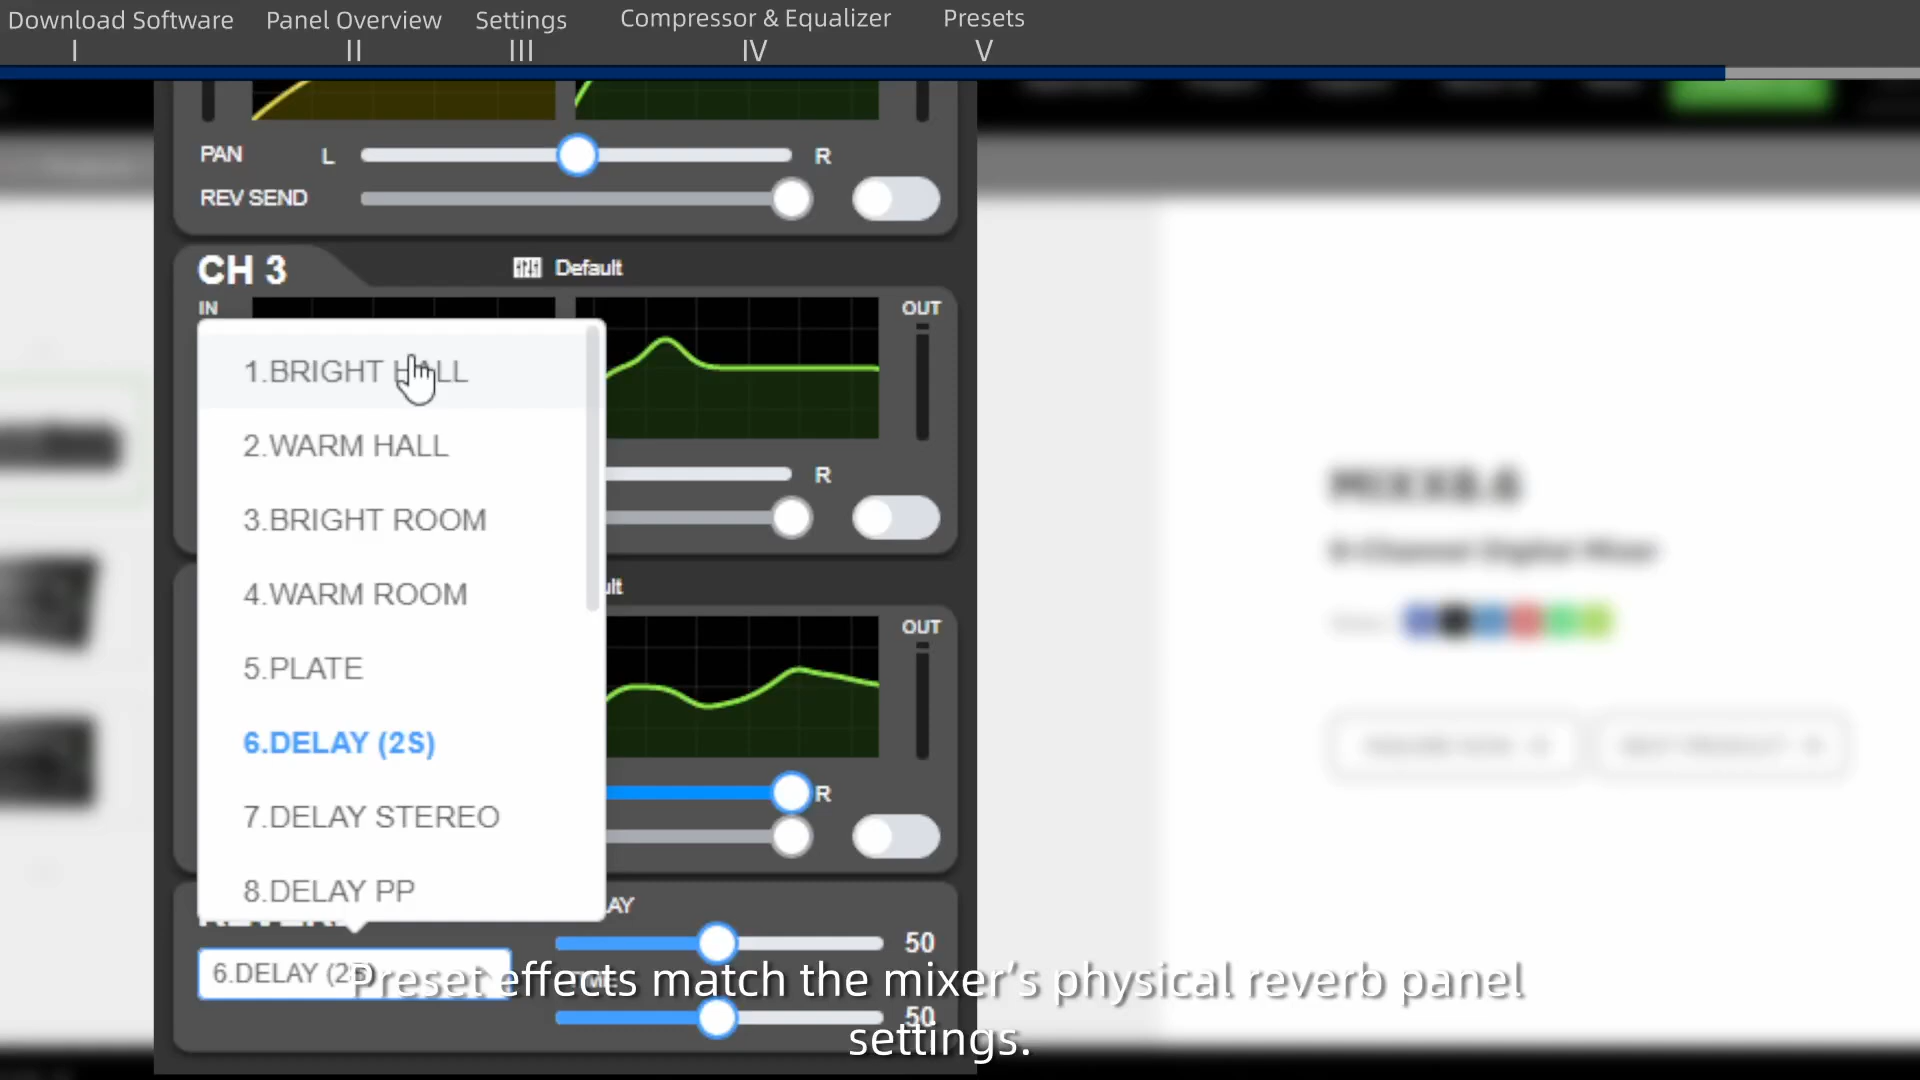 Download Software
Panel Overview
Settings
Compressor & Equalizer
Presets
I
II
III
IV
V
PAN
L
R
REV SEND
CH 3
Default
IN
OUT
1.BRIGHT HALL
2.WARM HALL
3.BRIGHT ROOM
R
4.WARM ROOM
OUT
5.PLATE
6.DELAY (2S)
R
7.DELAY STEREO
8.DELAY PP
50
6.DELAY (2S)
50
Preset effects match the mixer's physical reverb panel
settings.